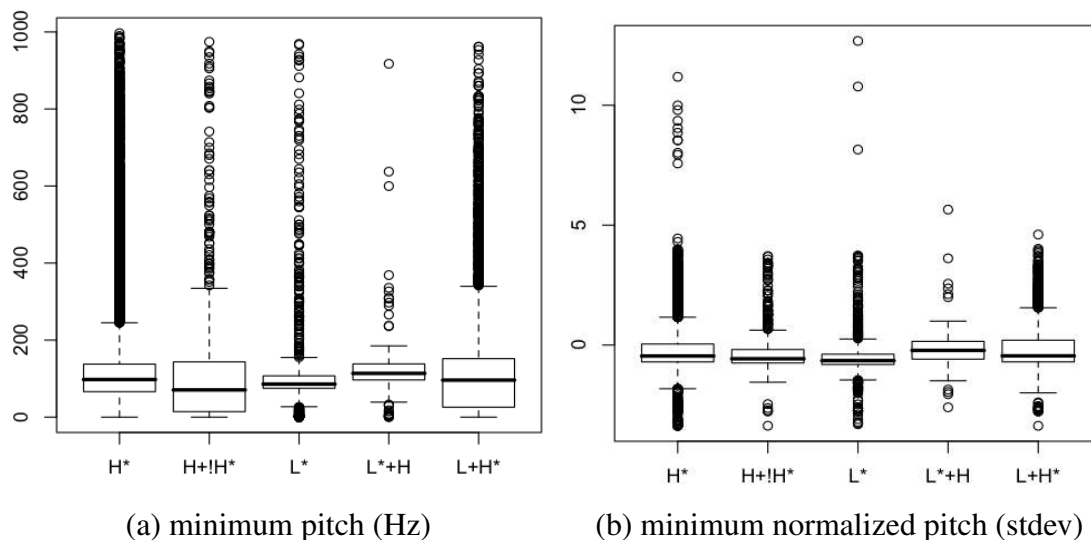 1000
800
600
400
200
0
H*
H+!H*
L*
L*+H
L+H*
(a) minimum pitch (Hz)
10
5
0
H*
H+!H*
L*
L*+H
L+H*
(b) minimum normalized pitch (stdev)